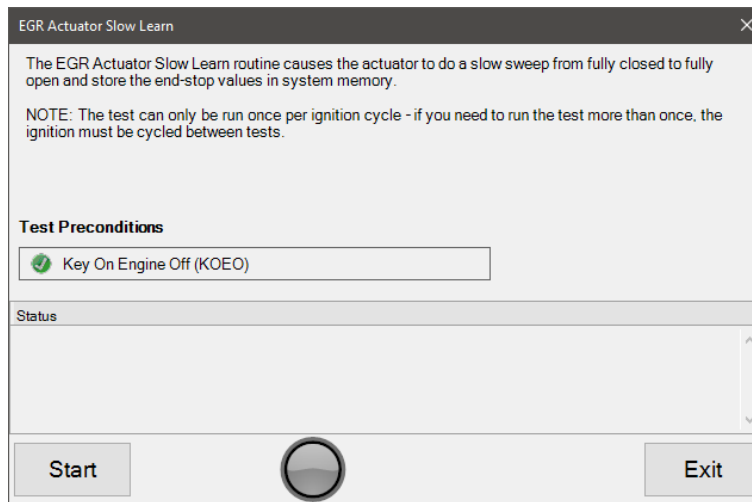 EGR Actuator Slow Learn
The EGR Actuator Slow Learn routine causes the actuator to do a slow sweep from fully closed to fully
open and store the end-stop values in system memory.
NOTE: The test can only be run once per ignition cycle - if you need to run the test more than once, the
ignition must be cycled between tests.
Test Preconditions
Key On Engine Off (KOEO)
Status
Start
Exit